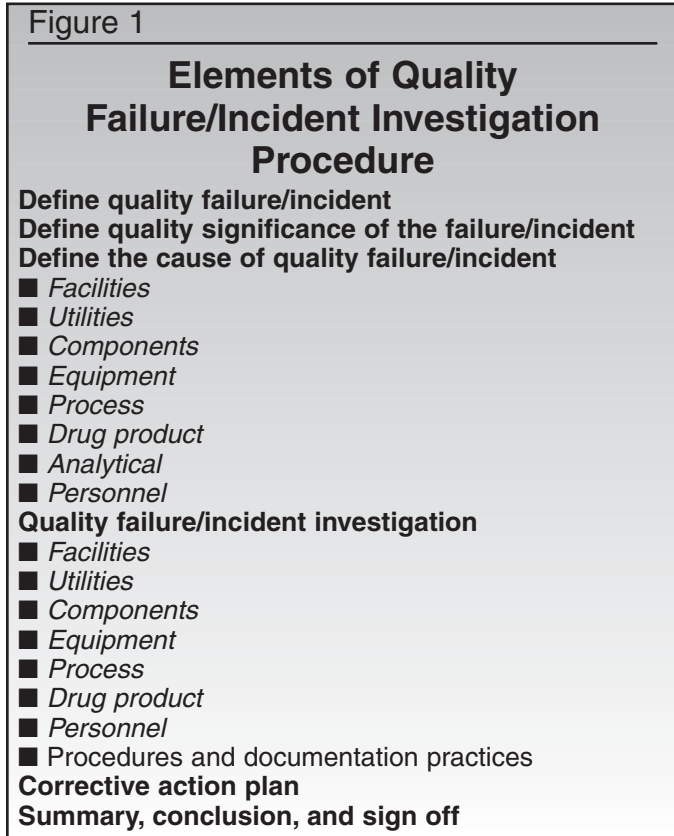 Figure 1
Elements of Quality
Failure/Incident Investigation
Procedure
Define quality failure/incident
Define quality significance of the failure/incident
Define the cause of quality failure/incident
■ Facilities
■ Utilities
■ Components
■ Equipment
■ Process
■ Drug product
■ Analytical
■ Personnel
Quality failure/incident investigation
■ Facilities
■ Utilities
■ Components
■ Equipment
■ Process
■ Drug product
■ Personnel
■ Procedures and documentation practices
Corrective action plan
Summary, conclusion, and sign off